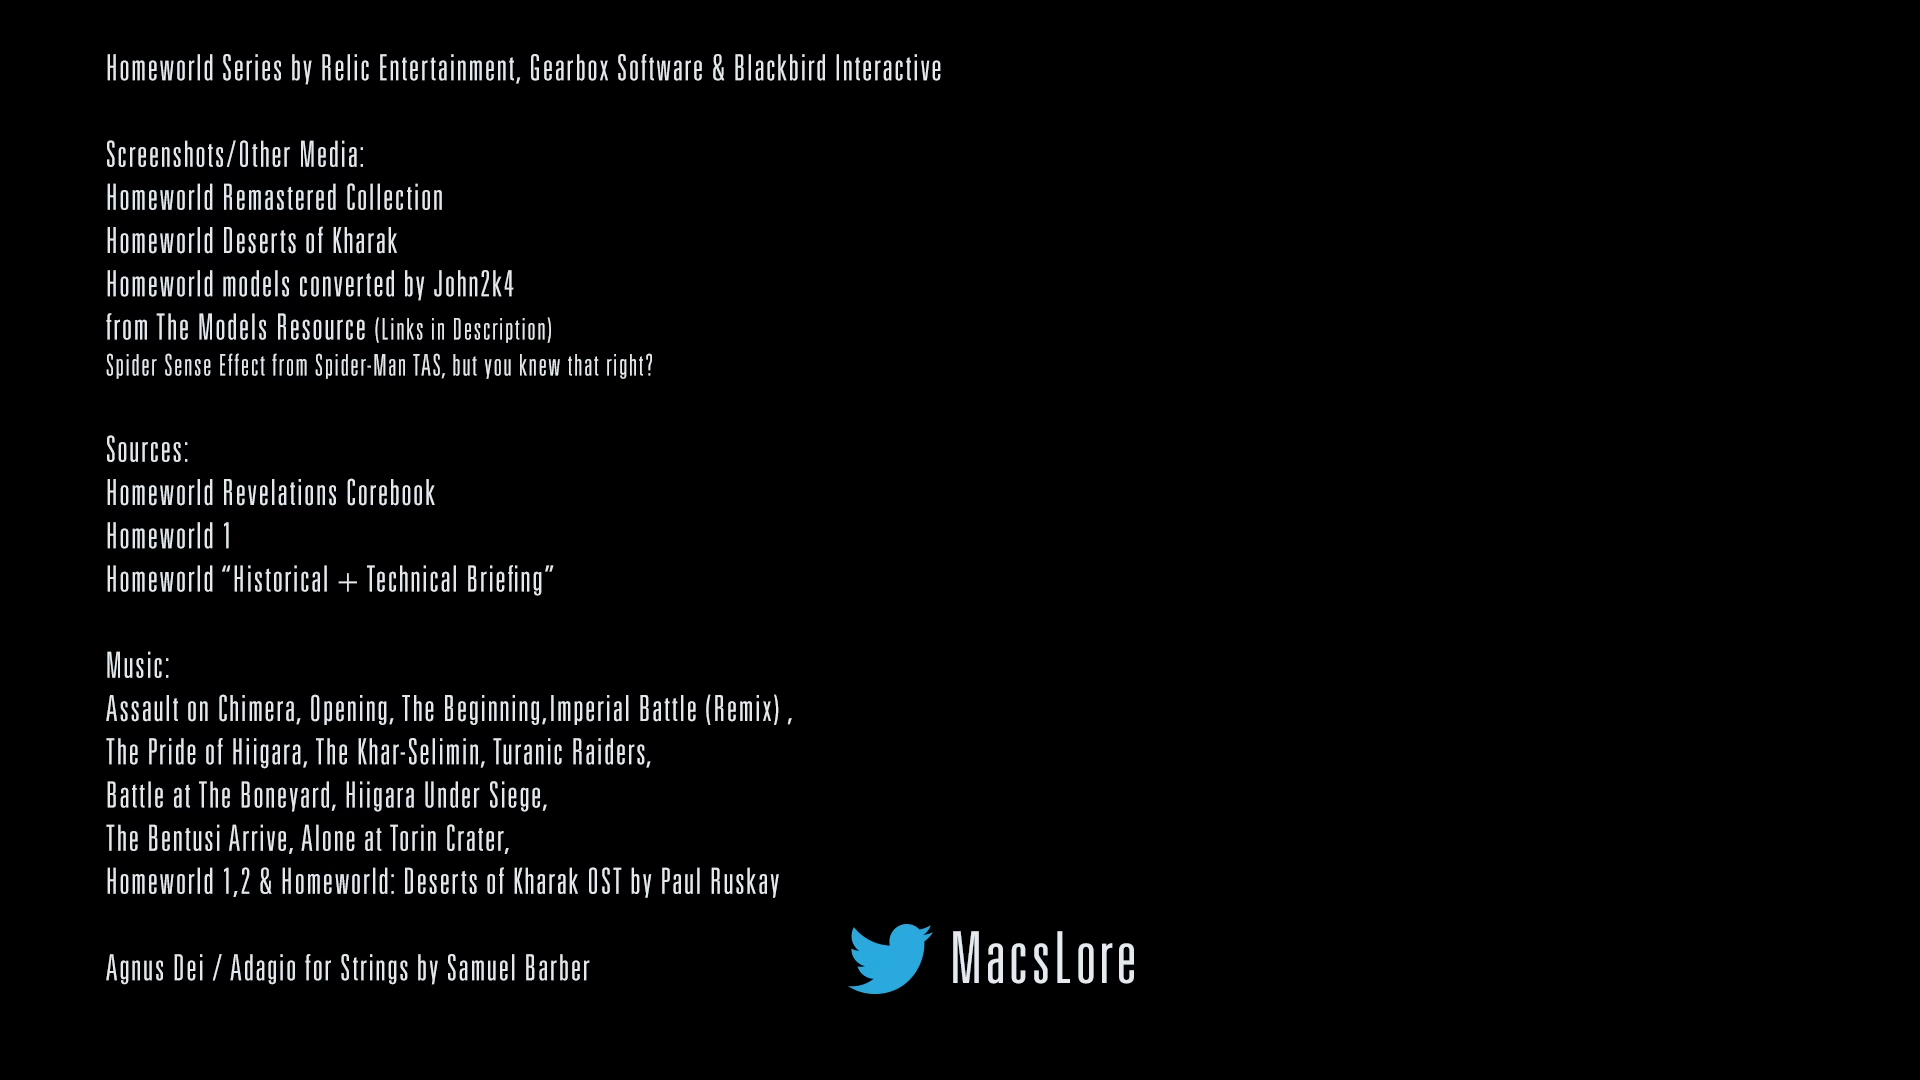 Homeworld Series by Relic Entertainment, Gearbox Software & Blackbird Interactive
Screenshots/Other Media:
Homeworld Remastered Collection
Homeworld Deserts of Kharak
Homeworld models converted by John2k4
from The Models Resource (Links in Description)
Spider Sense Effect from Spider-Man TAS, but you knew that right?
Sources:
Homeworld Revelations Corebook
Homeworld 1
Homeworld “Historical + Technical Briefing”
Music:
Assault on Chimera, Opening, The Beginning,Imperial Battle (Remix) ,
The Pride of Hiigara, The Khar-Selimin, Turanic Raiders,
Battle at The Boneyard, Hiigara Under Siege,
The Bentusi Arrive, Alone at Torin Crater,
Homeworld 1,2 & Homeworld: Deserts of Kharak OST by Paul Ruskay
Agnus Dei / Adagio for Strings by Samuel Barber
MacsLore